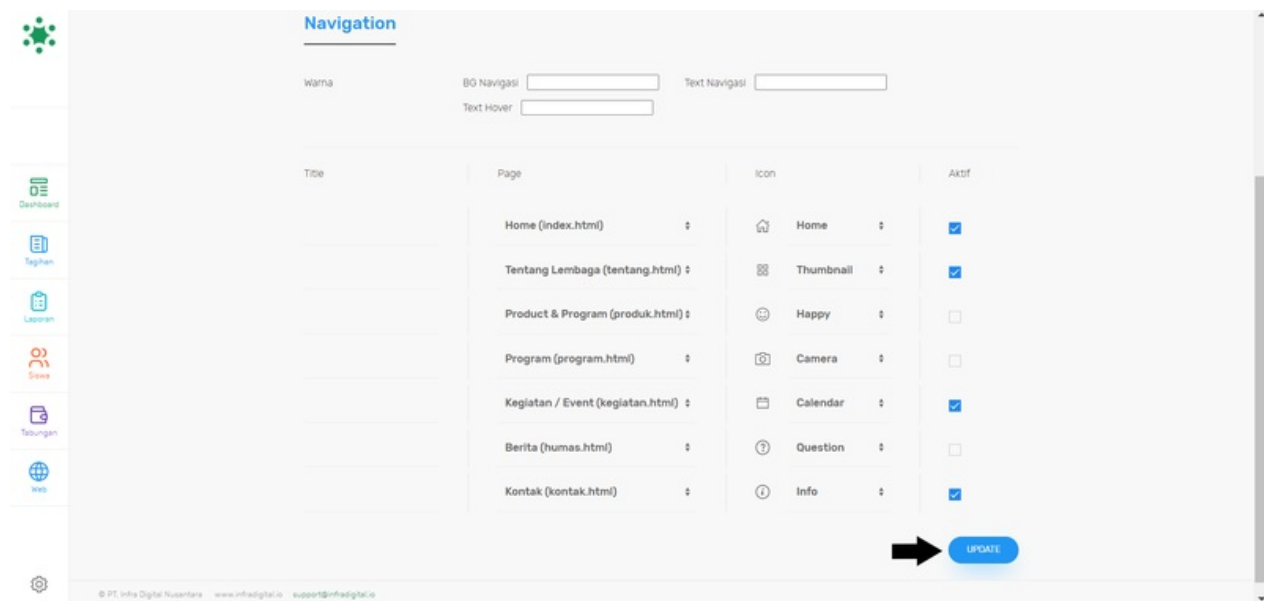 Navigation
Warna BG Navigasi Text Navigasi
Text Hover
Title Page Icon Aktif
Home (index.html) Home
Tentang Lembaga (tentang.html) Thumbnail
Product & Program (produk.html) Happy
Program (program.html) Camera
Kegiatan / Event (kegiatan.html) Calendar
Berita (humas.html) Question
Kontak (kontak.html) Info
UPDATE
Dashboard
Tagihan
Laporan
Siswa
Tabungan
Web
© PT. Infra Digital Nusantara www.infradigital.io support@infradigital.io